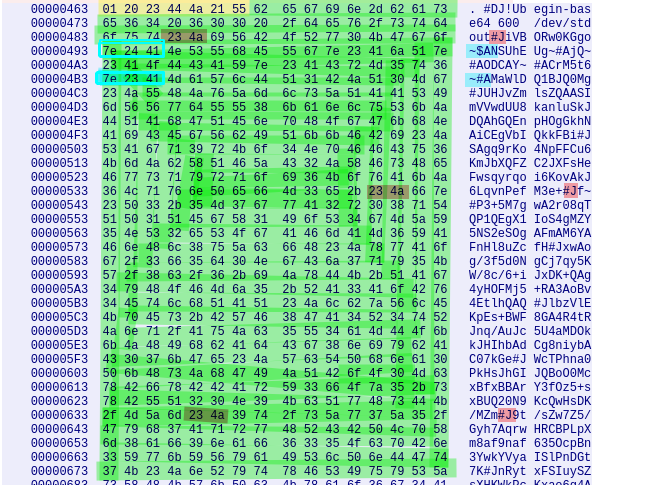 00000463 01 20 23 44 4a 21 55 62 65 67 69 6e 2d 62 61 73 . #DJ!Ub egin-bas
00000473 65 36 34 20 36 30 30 20 2f 64 65 76 2f 73 74 64 e64 600 /dev/std
00000483 6f 75 74 23 4a 69 56 42 4f 52 77 30 4b 47 67 6f out#JiVB ORw0KGgo
00000493 7e 24 41 4e 53 55 68 45 55 67 7e 23 41 6a 51 7e ~$ANSUhE Ug~#AjQ~
000004A3 23 41 4f 44 43 41 59 7e 23 41 43 72 4d 35 74 36 #AODCAY~ #ACrM5t6
000004B3 7e 23 41 4d 61 57 6c 44 51 31 42 4a 51 30 4d 67 ~#AMaWlD Q1BJQ0Mg
000004C3 23 4a 55 48 4a 76 5a 6d 6c 73 5a 51 41 41 53 49 #JUHJvZm lsZQAASI
000004D3 6d 56 56 77 64 55 55 38 6b 61 6e 6c 75 53 6b 4a mVVwdUU8 kanluSkJ
000004E3 44 51 41 68 47 51 45 6e 70 48 4f 67 47 6b 68 4e DQAhGQEn pHOgGkhN
000004F3 41 69 43 45 67 56 62 49 51 6b 6b 46 42 69 23 4a AiCEgVbI QkkFBi#J
00000503 53 41 67 71 39 72 4b 6f 34 4e 70 46 46 43 75 36 SAgq9rKo 4NpFFCu6
00000513 4b 6d 4a 62 58 51 46 5a 43 32 4a 58 46 73 48 65 KmJbXQFZ C2JXFsHe
00000523 46 77 73 71 79 72 71 6f 69 36 4b 6f 76 41 6b 4a Fwsqyrqo i6KovAkJ
00000533 36 4c 71 76 6e 50 65 66 4d 33 65 2b 23 4a 66 7e 6LqvnPef M3e+#Jf~
00000543 23 50 33 2b 35 4d 37 67 77 41 32 72 30 38 71 54 #P3+5M7g wA2r08qT
00000553 51 50 31 51 45 67 58 31 49 6f 53 34 67 4d 5a 59 QP1QEgX1 IoS4gMZY
00000563 35 4e 53 32 65 53 4f 67 41 46 6d 41 4d 36 59 41 5NS2eSOg AFmAM6YA
00000573 46 6e 48 6c 38 75 5a 63 66 48 23 4a 78 77 41 6f FnHl8uZc fH#JxwAo
00000583 67 2f 33 66 35 64 30 4e 67 43 6a 37 71 79 35 4b g/3f5d0N gCj7qy5K
00000593 57 2f 38 63 2f 36 2b 69 4a 78 44 4b 2b 51 41 67 W/8c/6+i JxDK+QAg
000005A3 34 79 48 4f 46 4d 6a 35 2b 52 41 33 41 6f 42 76 4yHOFMj5 +RA3AoBv
000005B3 34 45 74 6c 68 51 41 51 23 4a 6c 62 7a 56 6c 45 4EtlhQAQ #JlbzVlE
000005C3 4b 70 45 73 2b 42 57 46 38 47 41 34 52 34 74 52 KpEs+BWF 8GA4R4tR
000005D3 4a 6e 71 2f 41 75 4a 63 35 55 34 61 4d 44 4f 6b Jnq/AuJc 5U4aMDOk
000005E3 6b 4a 48 49 68 62 41 64 43 67 38 6e 69 79 62 41 kJHIhbAd Cg8niybA
000005F3 43 30 37 6b 47 65 23 4a 57 63 54 50 68 6e 61 30 C07kGe#J WcTPhna0
00000603 50 6b 48 73 4a 68 47 49 4a 51 42 6f 4f 30 4d 63 PkHsJhGI JQBoO0Mc
00000613 78 42 66 78 42 42 41 72 59 33 66 4f 7a 35 2b 73 xBfxBBAr Y3fOz5+s
00000623 78 42 55 51 32 30 4e 39 4b 63 51 77 48 73 44 4b xBUQ20N9 KcQwHsDK
00000633 2f 4d 5a 6d 23 4a 39 74 2f 73 5a 77 37 5a 35 2f /MZm#J9t /sZw7Z5/
00000643 47 79 68 37 41 71 72 77 48 52 43 42 50 4c 70 58 Gyh7Aqrw HRCBPLpX
00000653 6d 38 61 66 39 6e 61 66 36 33 35 4f 63 70 42 6e m8af9naf 635OcpBn
00000663 33 59 77 6b 59 56 79 61 49 53 6c 50 6e 44 47 74 3YwkYVya ISlPnDGt
00000673 37 4b 23 4a 6e 52 79 74 78 46 53 49 75 79 53 5a 7K#JnRyt xFSIuySZ